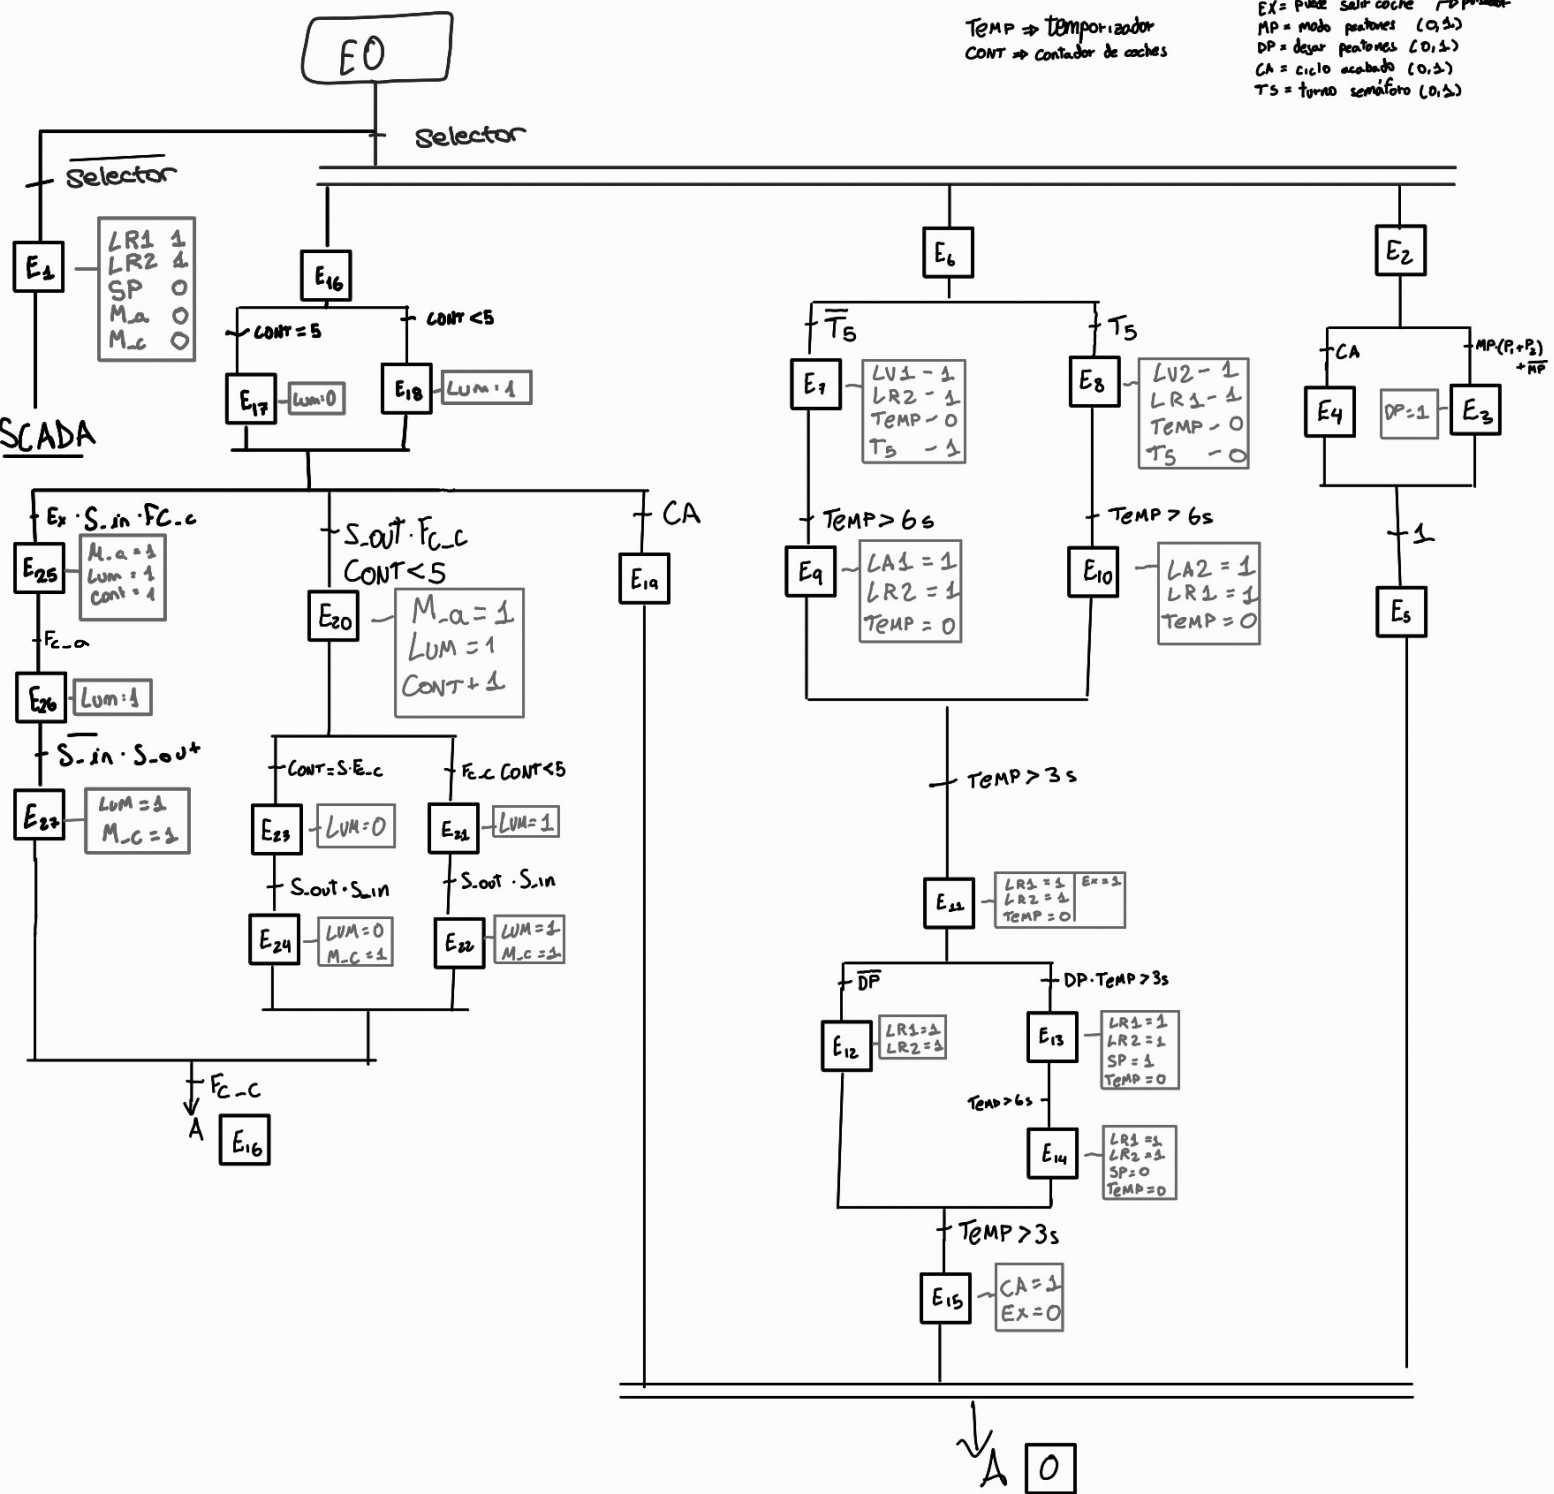 E0
TEMP ⇒ temporizador
CONT ⇒ contador de coches
EX = puede salir coche
MP = modo peatones (0,1)
DP = dejar peatones (0,1)
CA = ciclo acabado (0,1)
TS = turno semáforo (0,1)
Selector
S̅e̅l̅e̅c̅t̅o̅r̅
E1
LR1 1
LR2 1
SP 0
M_a 0
M_c 0
SCADA
E16
CONT = 5
CONT < 5
E17
Lum:0
E18
Lum:1
E6
T̅5̅
T5
E7
LV1 - 1
LR2 - 1
TEMP - 0
T5 - 1
E8
LV2 - 1
LR1 - 1
TEMP - 0
T5 - 0
E2
CA
MP·(P1+P2)
+ M̅P̅
E4
DP=1
E3
1
E5
Ex · S_in · FC_c
E25
M_a = 1
Lum = 1
Cont = 1
Fc_a
E26
Lum:1
S̅_̅i̅n · S_out
E27
LUM = 1
M_C = 1
S_OUT · FC_C
CONT < 5
E20
M_a = 1
LUM = 1
CONT + 1
CONT=5·F_c
FC_C CONT<5
E23
LUM=0
E21
LUM=1
S_out · S_in
S_out · S_in
E24
LUM=0
M_C=1
E22
LUM=1
M_C=1
FC_C
A E16
CA
E19
TEMP > 6s
TEMP > 6s
E9
LA1 = 1
LR2 = 1
TEMP = 0
E10
LA2 = 1
LR1 = 1
TEMP = 0
TEMP > 3s
E11
LR1 = 1 EX = 1
LR2 = 1
TEMP = 0
D̅P̅
DP·TEMP>3s
E12
LR1=1
LR2=1
E13
LR1=1
LR2=1
SP=1
TEMP=0
TEMP>6s
E14
LR1=1
LR2=1
SP=0
TEMP=0
TEMP > 3s
E15
CA = 1
EX = 0
A 0